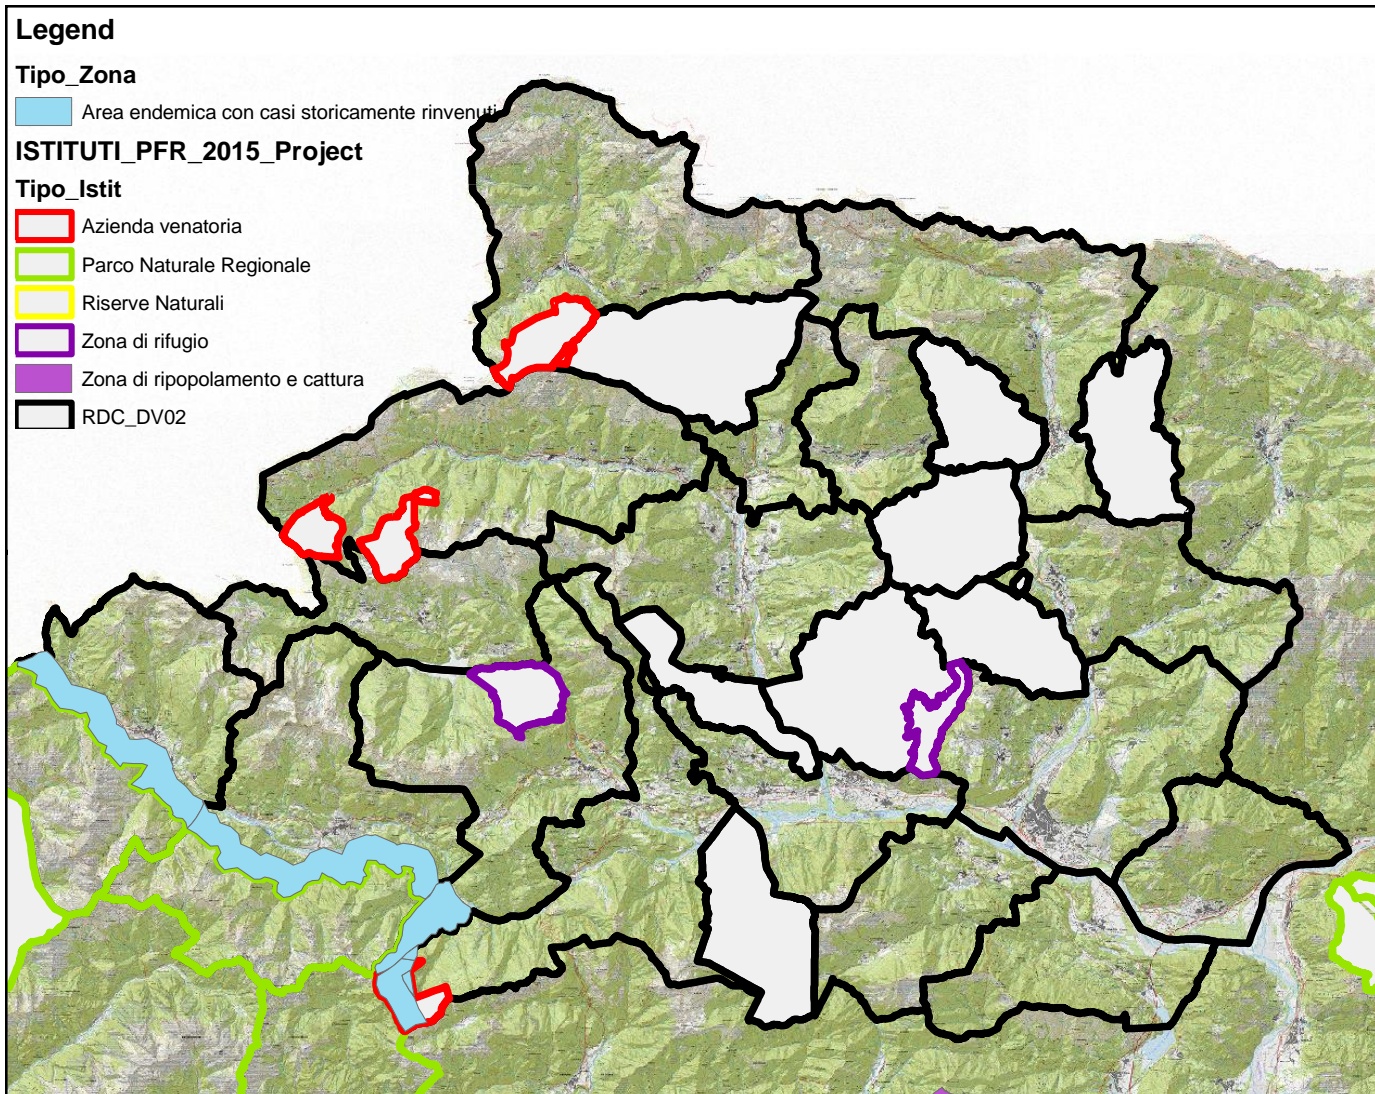 Legend
Tipo_Zona
Area endemica con casi storicamente rinvenuti
ISTITUTI_PFR_2015_Project
Tipo_Istit
Azienda venatoria
Parco Naturale Regionale
Riserve Naturali
Zona di rifugio
Zona di ripopolamento e cattura
RDC_DV02